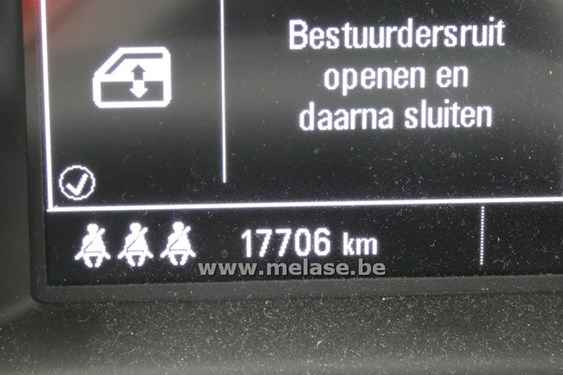 Bestuurdersruit
openen en
daarna sluiten
17706 km
www.melase.be